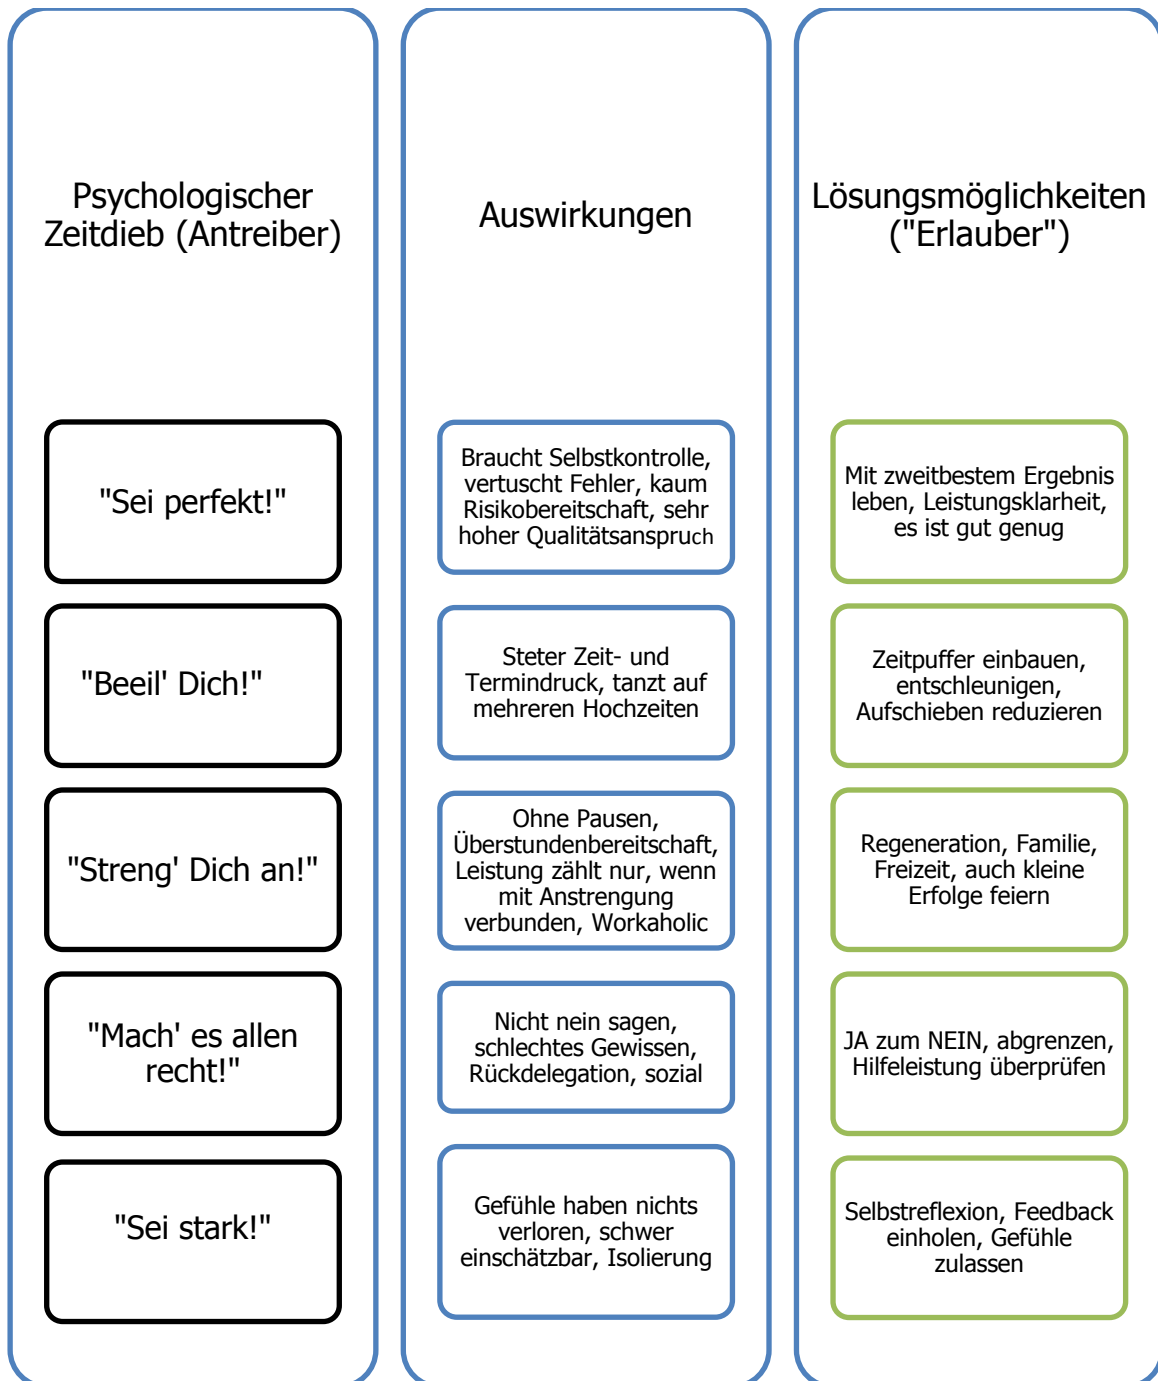 Psychologischer
Zeitdieb (Antreiber)
"Sei perfekt!"
"Beeil' Dich!"
"Streng' Dich an!"
"Mach' es allen
recht!"
"Sei stark!"
Auswirkungen
Braucht Selbstkontrolle,
vertuscht Fehler, kaum
Risikobereitschaft, sehr
hoher Qualitätsanspruch
Steter Zeit- und
Termindruck, tanzt auf
mehreren Hochzeiten
Ohne Pausen,
Überstundenbereitschaft,
Leistung zählt nur, wenn
mit Anstrengung
verbunden, Workaholic
Nicht nein sagen,
schlechtes Gewissen,
Rückdelegation, sozial
Gefühle haben nichts
verloren, schwer
einschätzbar, Isolierung
Lösungsmöglichkeiten
("Erlauber")
Mit zweitbestem Ergebnis
leben, Leistungsklarheit,
es ist gut genug
Zeitpuffer einbauen,
entschleunigen,
Aufschieben reduzieren
Regeneration, Familie,
Freizeit, auch kleine
Erfolge feiern
JA zum NEIN, abgrenzen,
Hilfeleistung überprüfen
Selbstreflexion, Feedback
einholen, Gefühle
zulassen